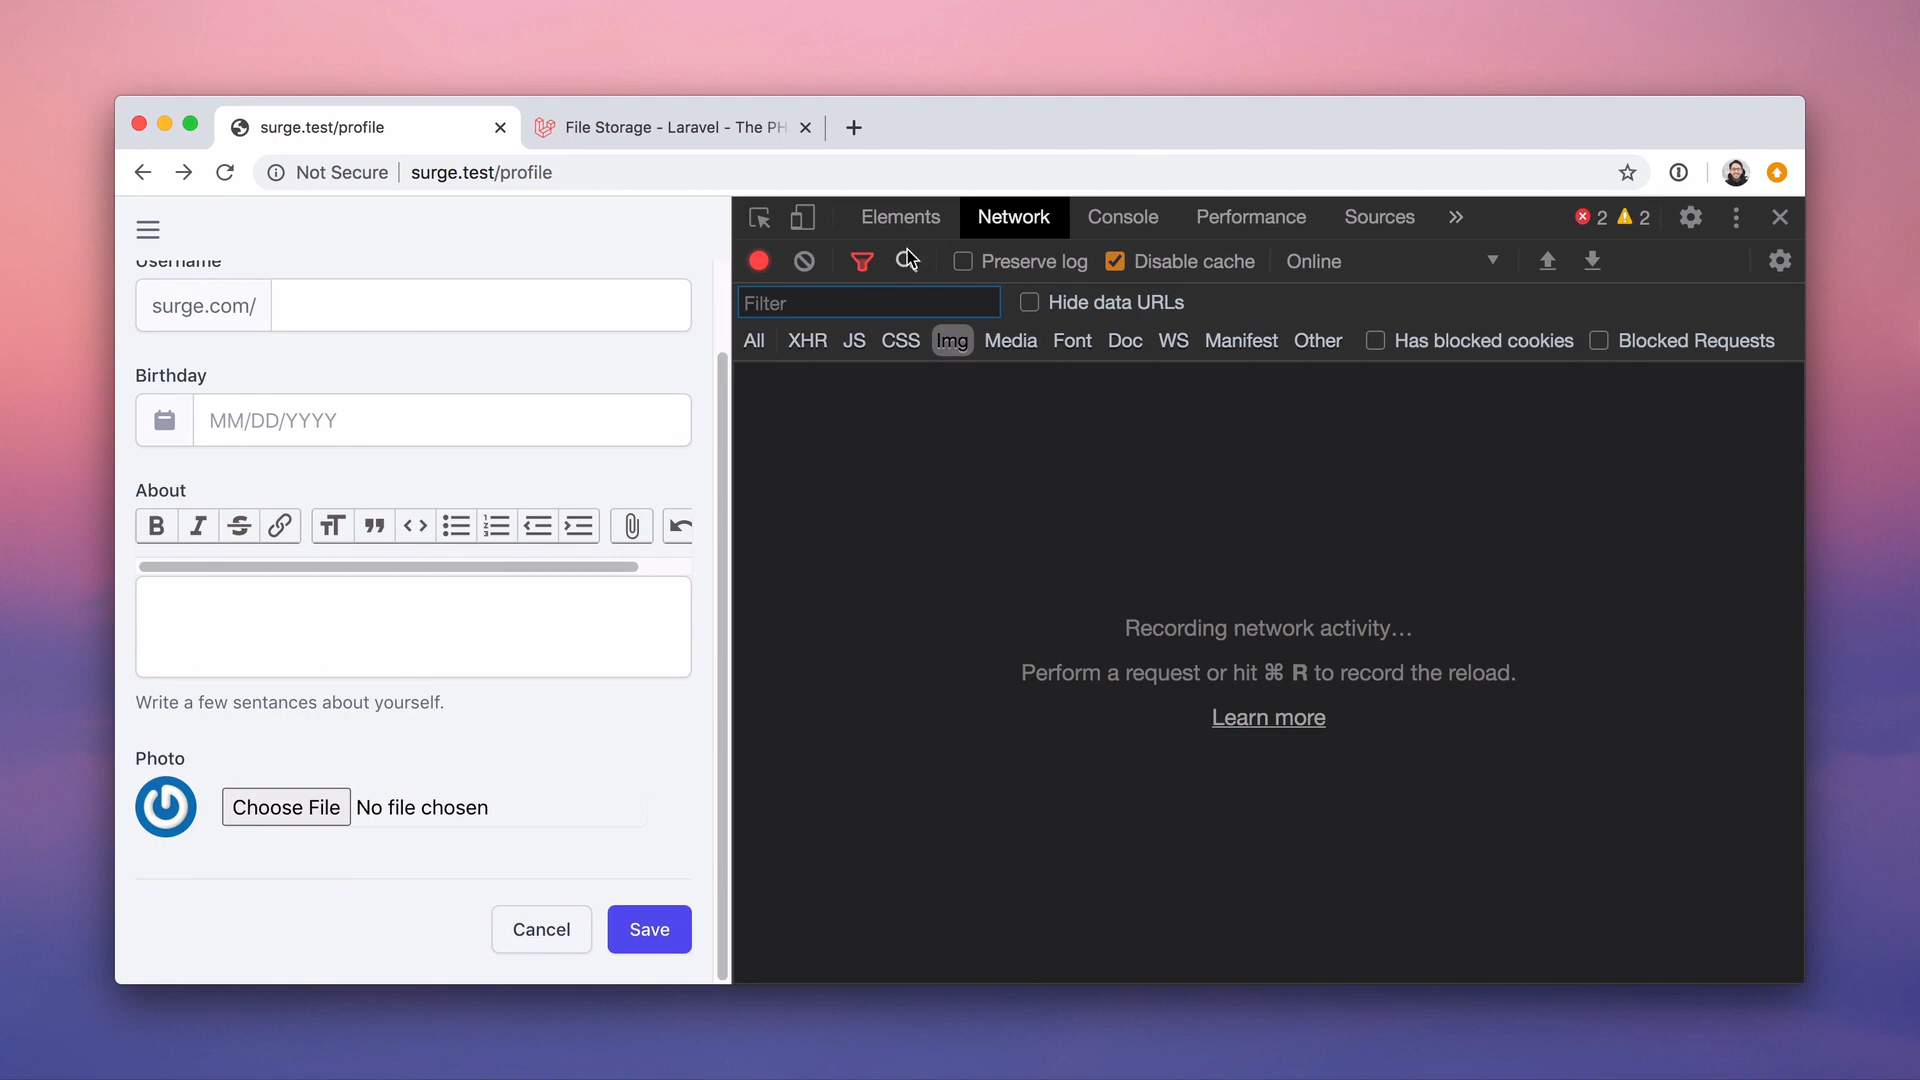 surge.test/profile
File Storage - Laravel - The PH
Not Secure surge.test/profile
Elements Network Console Performance Sources 2 2
Preserve log Disable cache Online
Filter Hide data URLs
All XHR JS CSS Img Media Font Doc WS Manifest Other Has blocked cookies Blocked Requests
Recording network activity…
Perform a request or hit ⌘ R to record the reload.
Learn more
Username
surge.com/
Birthday
MM/DD/YYYY
About
Write a few sentences about yourself.
Photo
Choose File No file chosen
Cancel Save